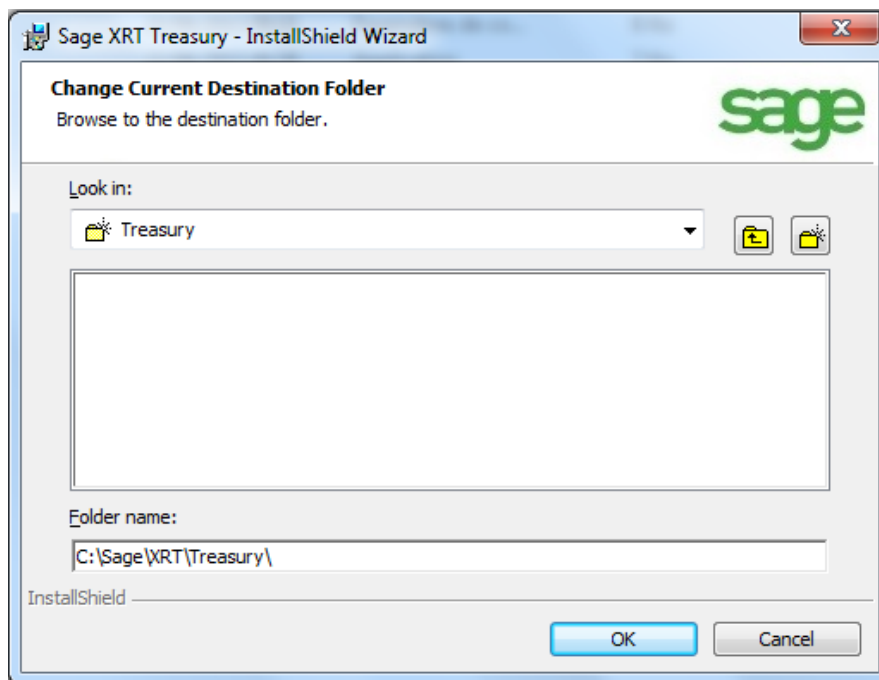 Sage XRT Treasury - InstallShield Wizard
Change Current Destination Folder
Browse to the destination folder.
sage
Look in:
Treasury
Folder name:
C:\Sage\XRT\Treasury\
InstallShield
OK
Cancel